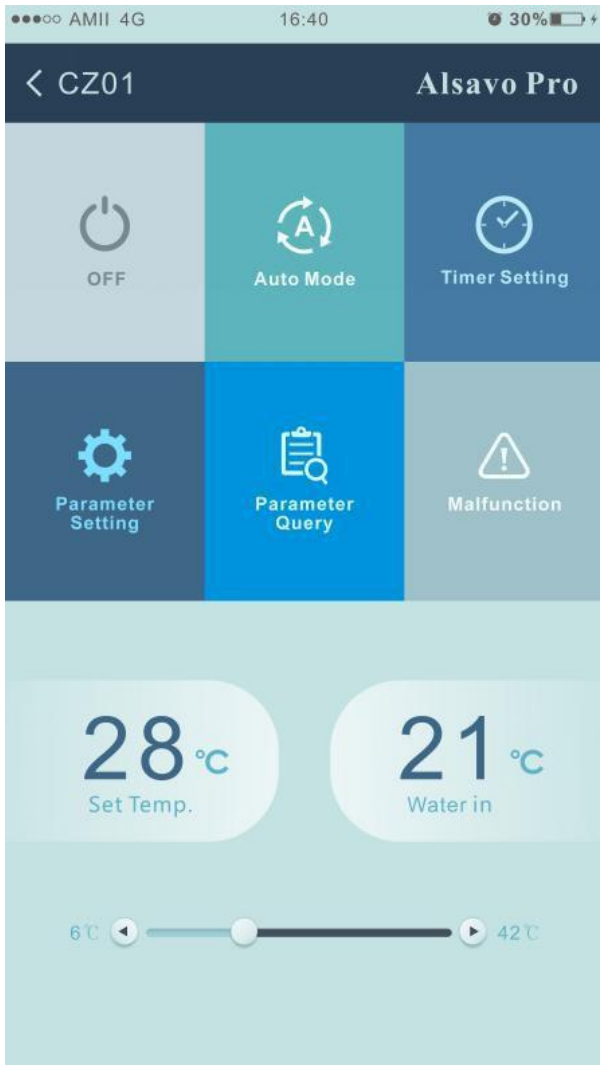 AMII 4G 16:40 30%
CZ01 Alsavo Pro
OFF
Auto Mode
Timer Setting
Parameter
Setting
Parameter
Query
Malfunction
28 °C
Set Temp.
21 °C
Water in
6℃ 42℃